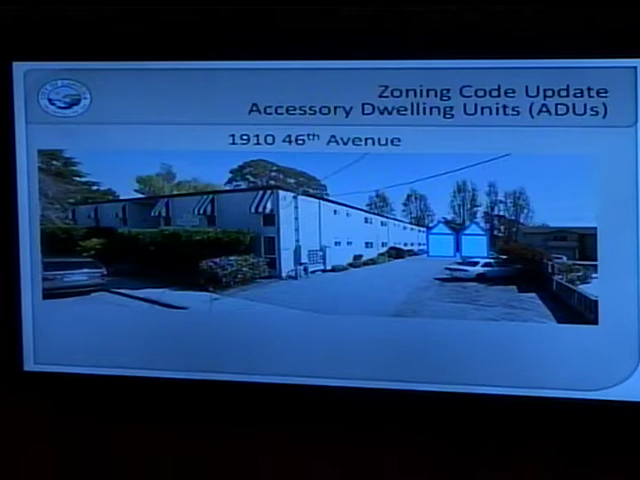 Zoning Code Update
Accessory Dwelling Units (ADUs)
1910 46th Avenue